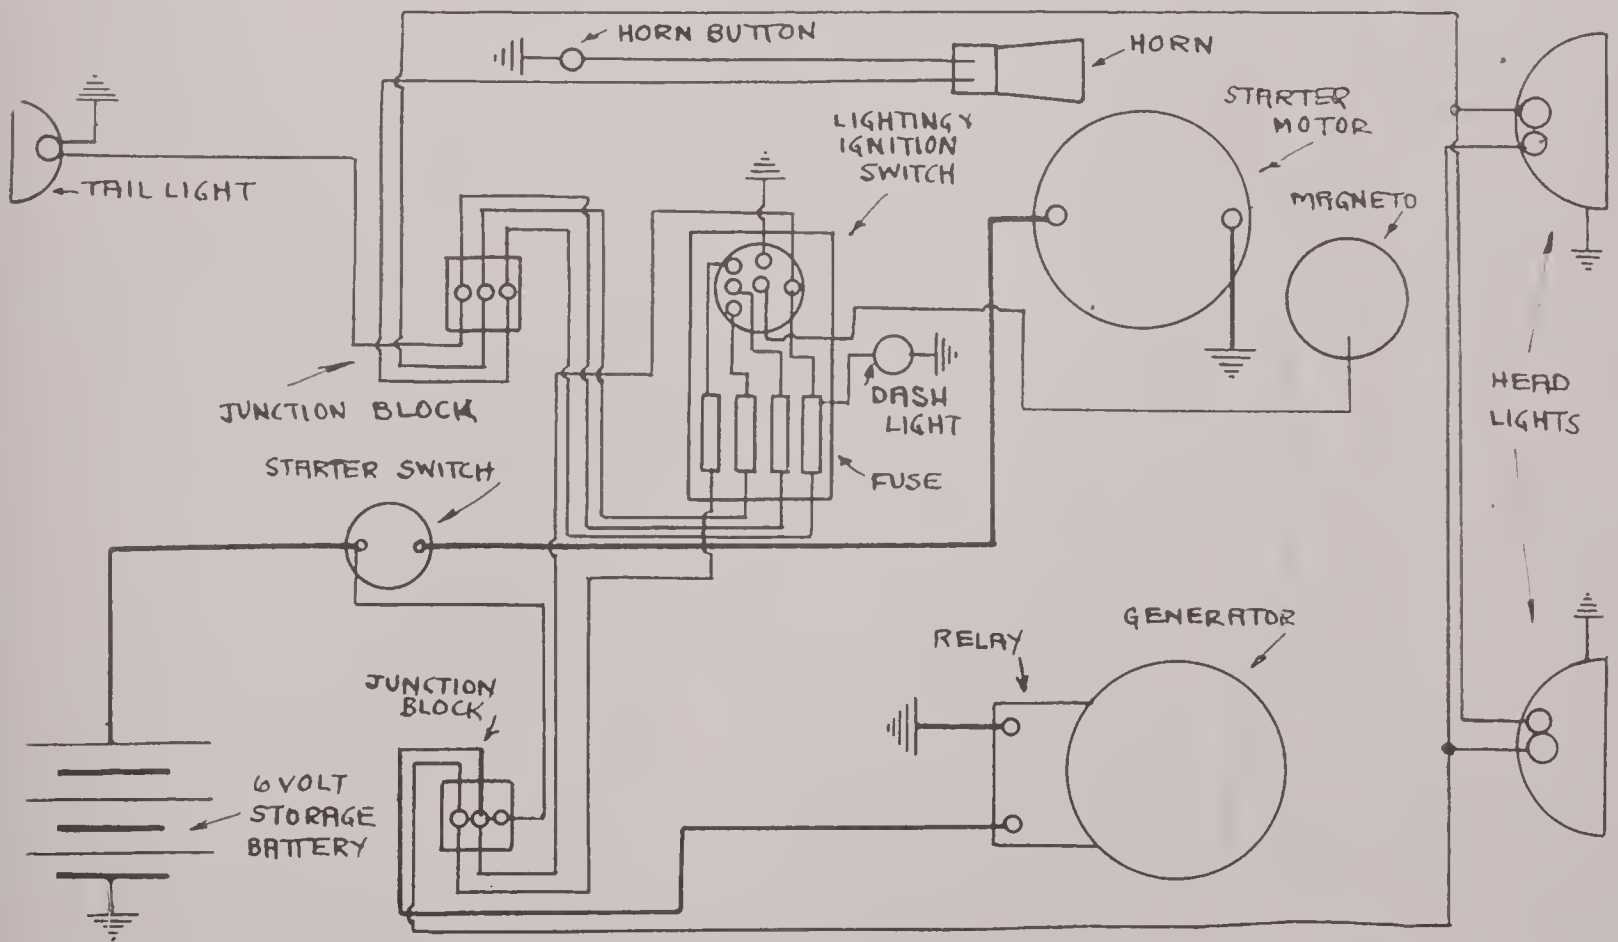 HORN BUTTON
HORN
STARTER
MOTOR
LIGHTING &
IGNITION
SWITCH
TAIL LIGHT
MAGNETO
DASH
LIGHT
HEAD
LIGHTS
JUNCTION BLOCK
STARTER SWITCH
FUSE
GENERATOR
RELAY
JUNCTION
BLOCK
6 VOLT
STORAGE
BATTERY